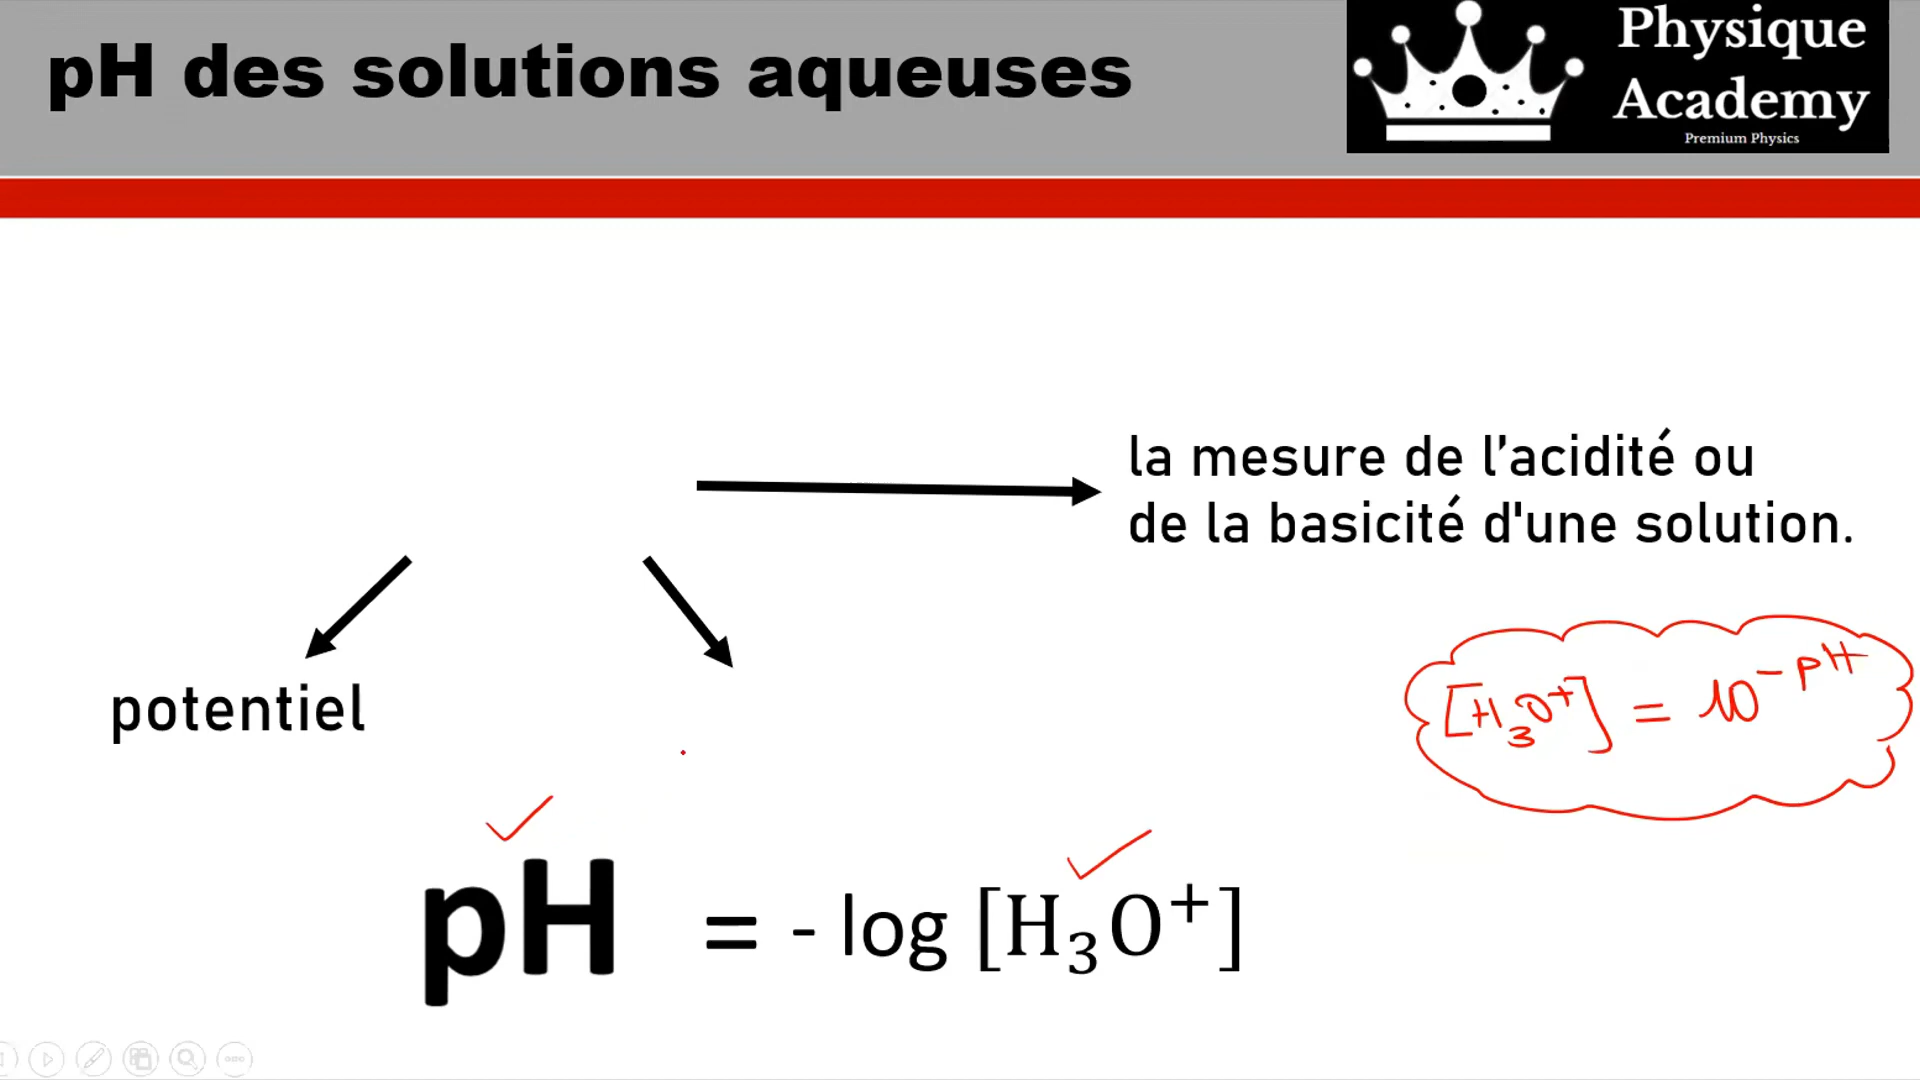 pH des solutions aqueuses
Physique
Academy
Premium Physics
la mesure de l’acidité ou
de la basicité d'une solution.
potentiel
[H₃O⁺] = 10⁻ᵖᴴ
pH = - log [H₃O⁺]